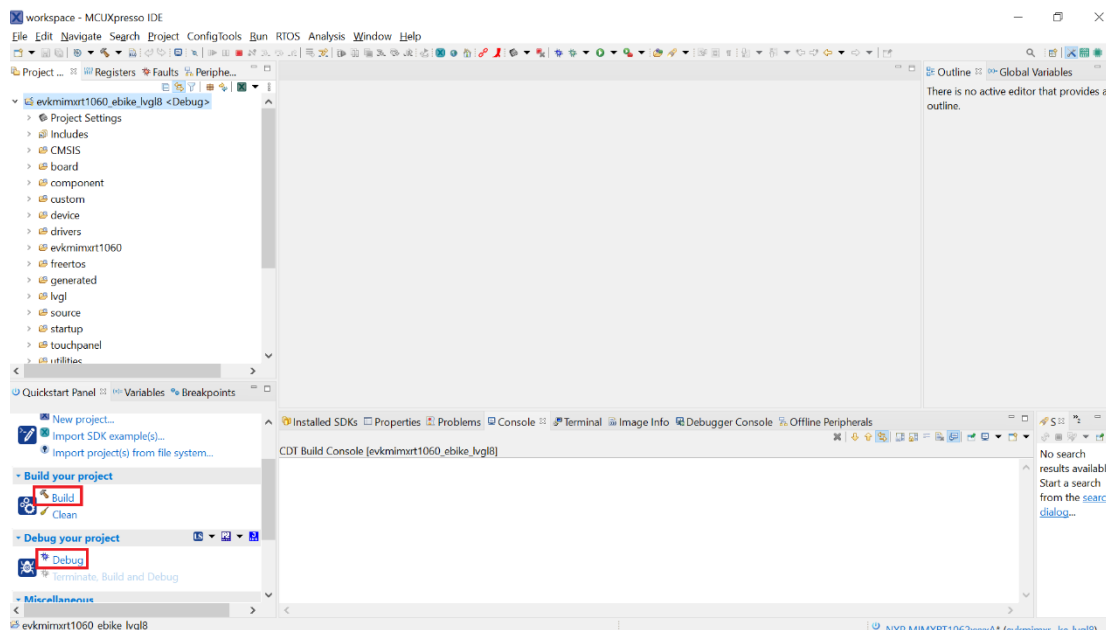 workspace - MCUXpresso IDE
File Edit Navigate Search Project ConfigTools Run RTOS Analysis Window Help
Project ... Registers Faults Periphe...
evkmimxrt1060_ebike_lvgl8 <Debug>
Project Settings
Includes
CMSIS
board
component
custom
device
drivers
evkmimxrt1060
freertos
generated
lvgl
source
startup
touchpanel
utilities
Outline Global Variables
There is no active editor that provides a
outline.
Quickstart Panel Variables Breakpoints
New project...
Import SDK example(s)...
Import project(s) from file system...
Build your project
Build
Clean
Debug your project
Debug
Terminate, Build and Debug
Miscellaneous
Installed SDKs Properties Problems Console Terminal Image Info Debugger Console Offline Peripherals
CDT Build Console [evkmimxrt1060_ebike_lvgl8]
S
No search
results availabl
Start a search
from the searc
dialog...
evkmimxrt1060_ebike_lvgl8